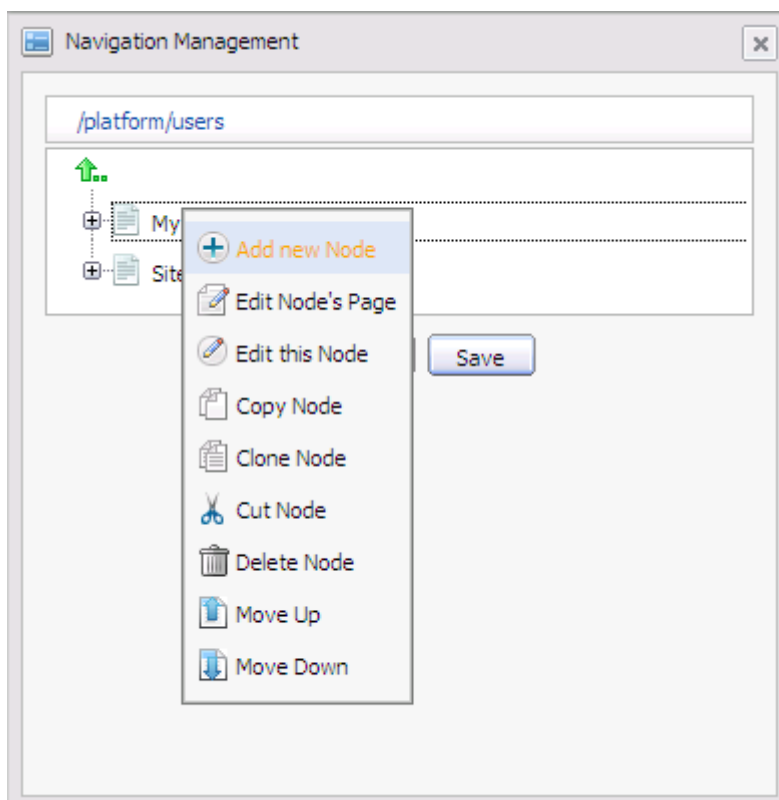 Navigation Management
/platform/users
My
Site
Add new Node
Edit Node's Page
Edit this Node
Save
Copy Node
Clone Node
Cut Node
Delete Node
Move Up
Move Down